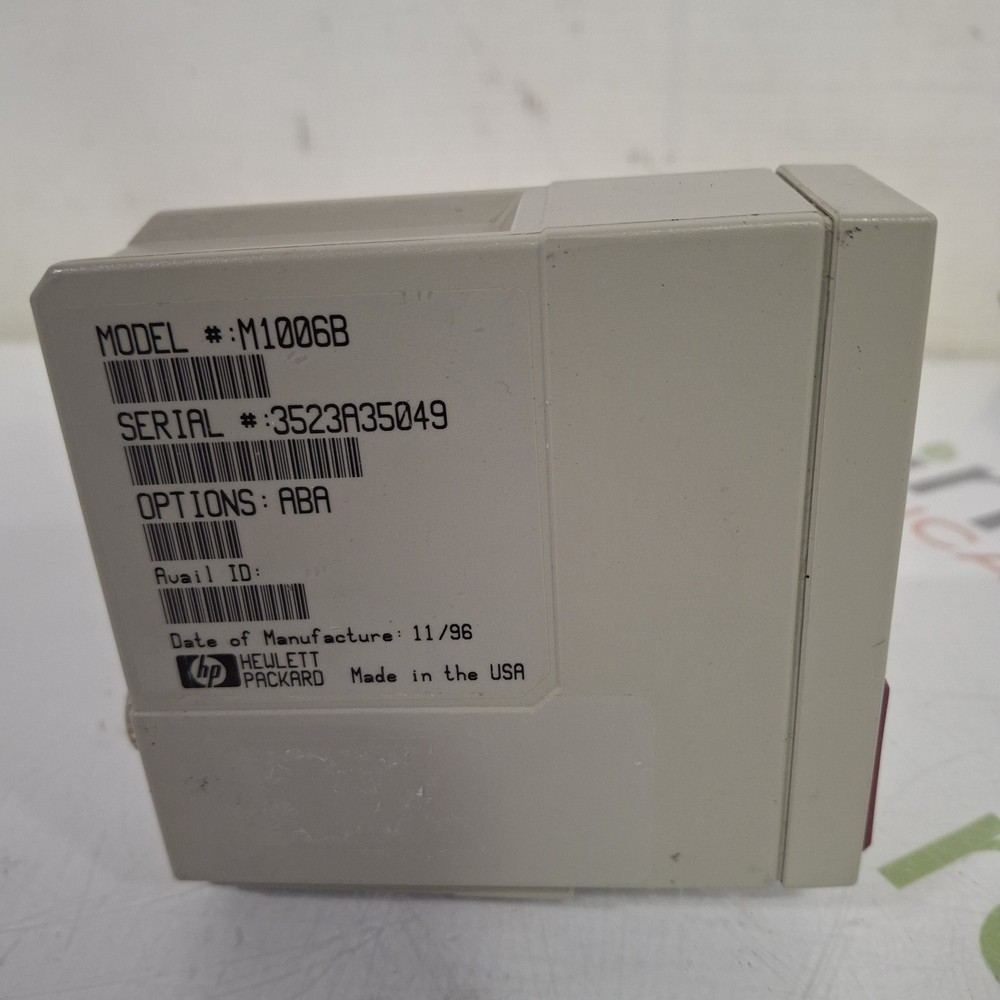 MODEL #:M1006B
SERIAL #:3523A35049
OPTIONS: ABA
Avail ID:
Date of Manufacture: 11/96
hp HEWLETT
PACKARD Made in the USA